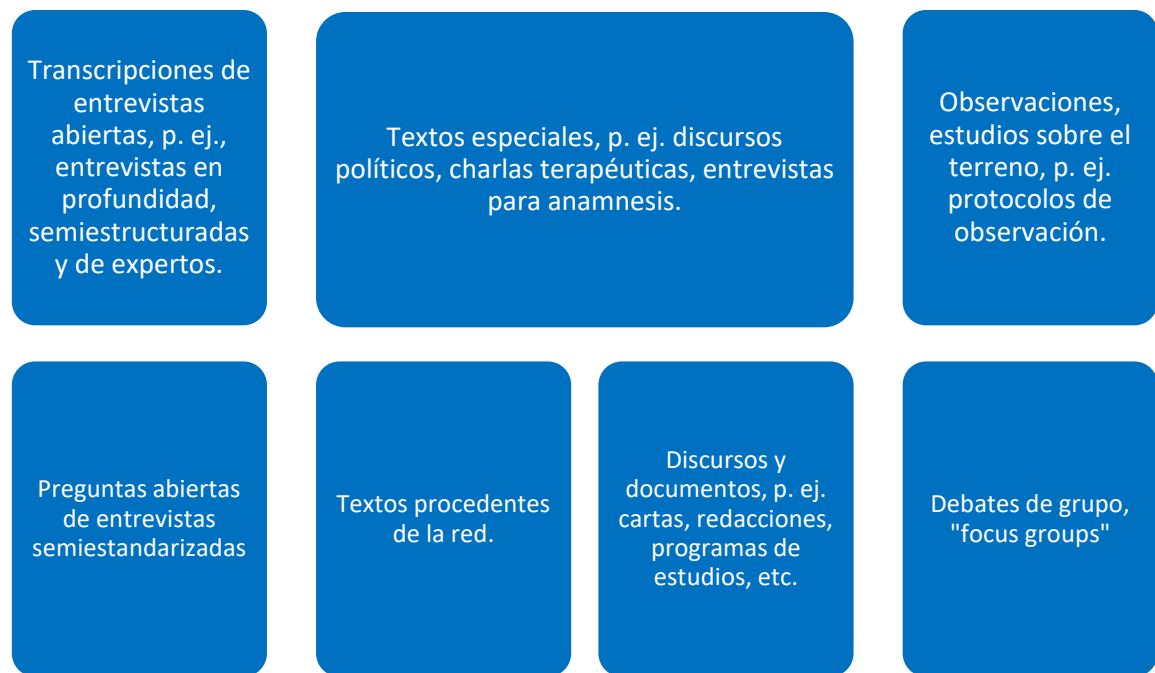 Transcripciones de
entrevistas
abiertas, p. ej.,
entrevistas en
profundidad,
semiestructuradas
y de expertos.
Textos especiales, p. ej. discursos
políticos, charlas terapéuticas, entrevistas
para anamnesis.
Observaciones,
estudios sobre el
terreno, p. ej.
protocolos de
observación.
Preguntas abiertas
de entrevistas
semiestandarizadas
Textos procedentes
de la red.
Discursos y
documentos, p. ej.
cartas, redacciones,
programas de
estudios, etc.
Debates de grupo,
"focus groups"